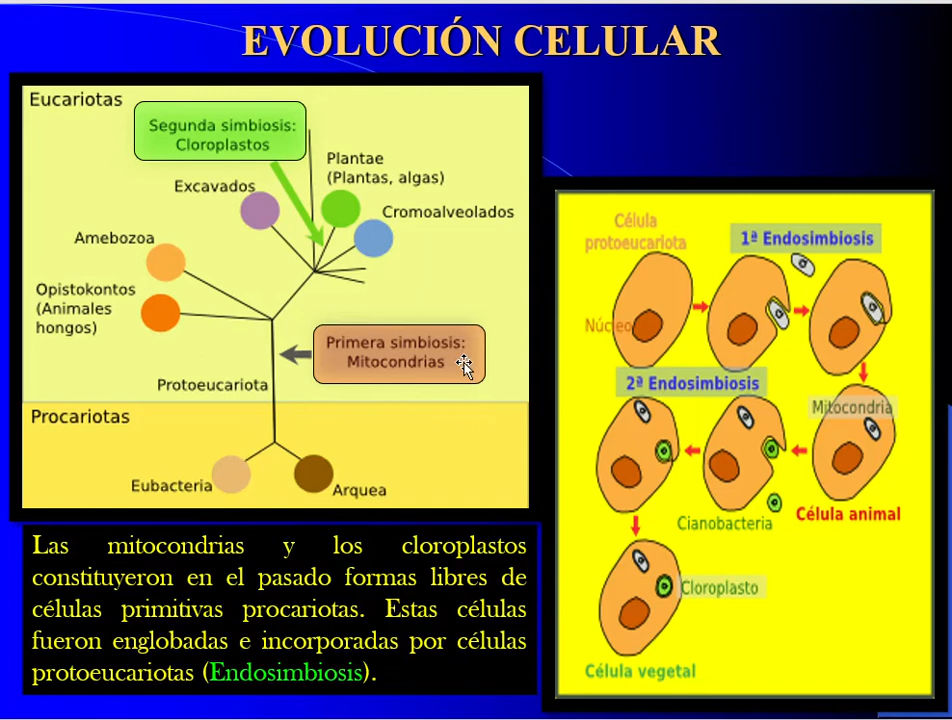 EVOLUCIÓN CELULAR
Eucariotas
Segunda simbiosis:
Cloroplastos
Plantae
(Plantas, algas)
Excavados
Cromoalveolados
Amebozoa
Opistokontos
(Animales
hongos)
Primera simbiosis:
Mitocondrias
Protoeucariota
Procariotas
Eubacteria
Arquea
Las mitocondrias y los cloroplastos
constituyeron en el pasado formas libres de
células primitivas procariotas. Estas células
fueron englobadas e incorporadas por células
protoeucariotas (Endosimbiosis).
Célula
protoeucariota
1ª Endosimbiosis
Núcleo
2ª Endosimbiosis
Mitocondria
Cianobacteria
Célula animal
Cloroplasto
Célula vegetal